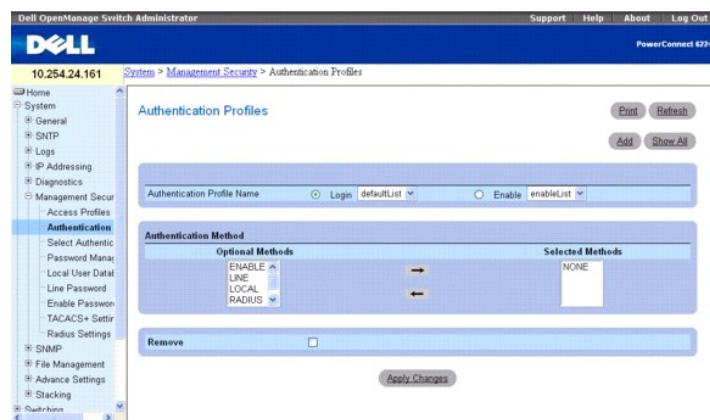 Dell OpenManage Switch Administrator
Support Help About Log Out
DELL
PowerConnect 6224
10.254.24.161
System > Management Security > Authentication Profiles
Home
System
General
SNTP
Logs
IP Addressing
Diagnostics
Management Secur
Access Profiles
Authentication
Select Authentic
Password Manag
Local User Datab
Line Password
Enable Passwor
TACACS+ Settin
Radius Settings
SNMP
File Management
Advance Settings
Stacking
Switching
Authentication Profiles
Print Refresh
Add Show All
Authentication Profile Name Login defaultList Enable enableList
Authentication Method
Optional Methods Selected Methods
ENABLE
LINE
LOCAL
RADIUS
NONE
Remove
Apply Changes